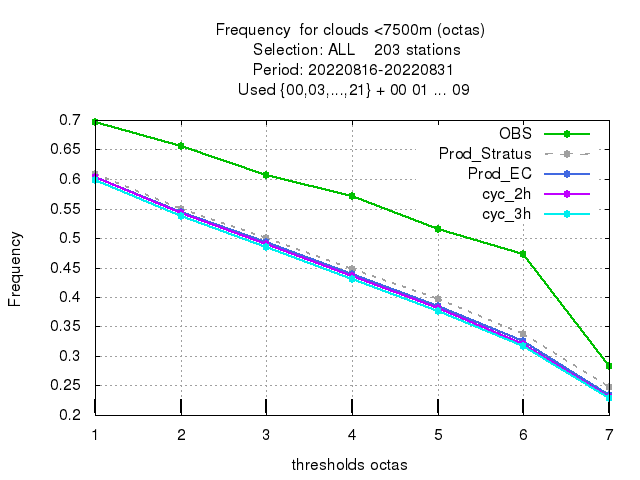 Frequency  for clouds <7500m (octas)
Selection: ALL    203 stations
Period: 20220816-20220831
Used {00,03,...,21} + 00 01 ... 09
0.7
0.65
0.6
0.55
0.5
0.45
0.4
0.35
0.3
0.25
0.2
Frequency
OBS
Prod_Stratus
Prod_EC
cyc_2h
cyc_3h
1 2 3 4 5 6 7
thresholds octas